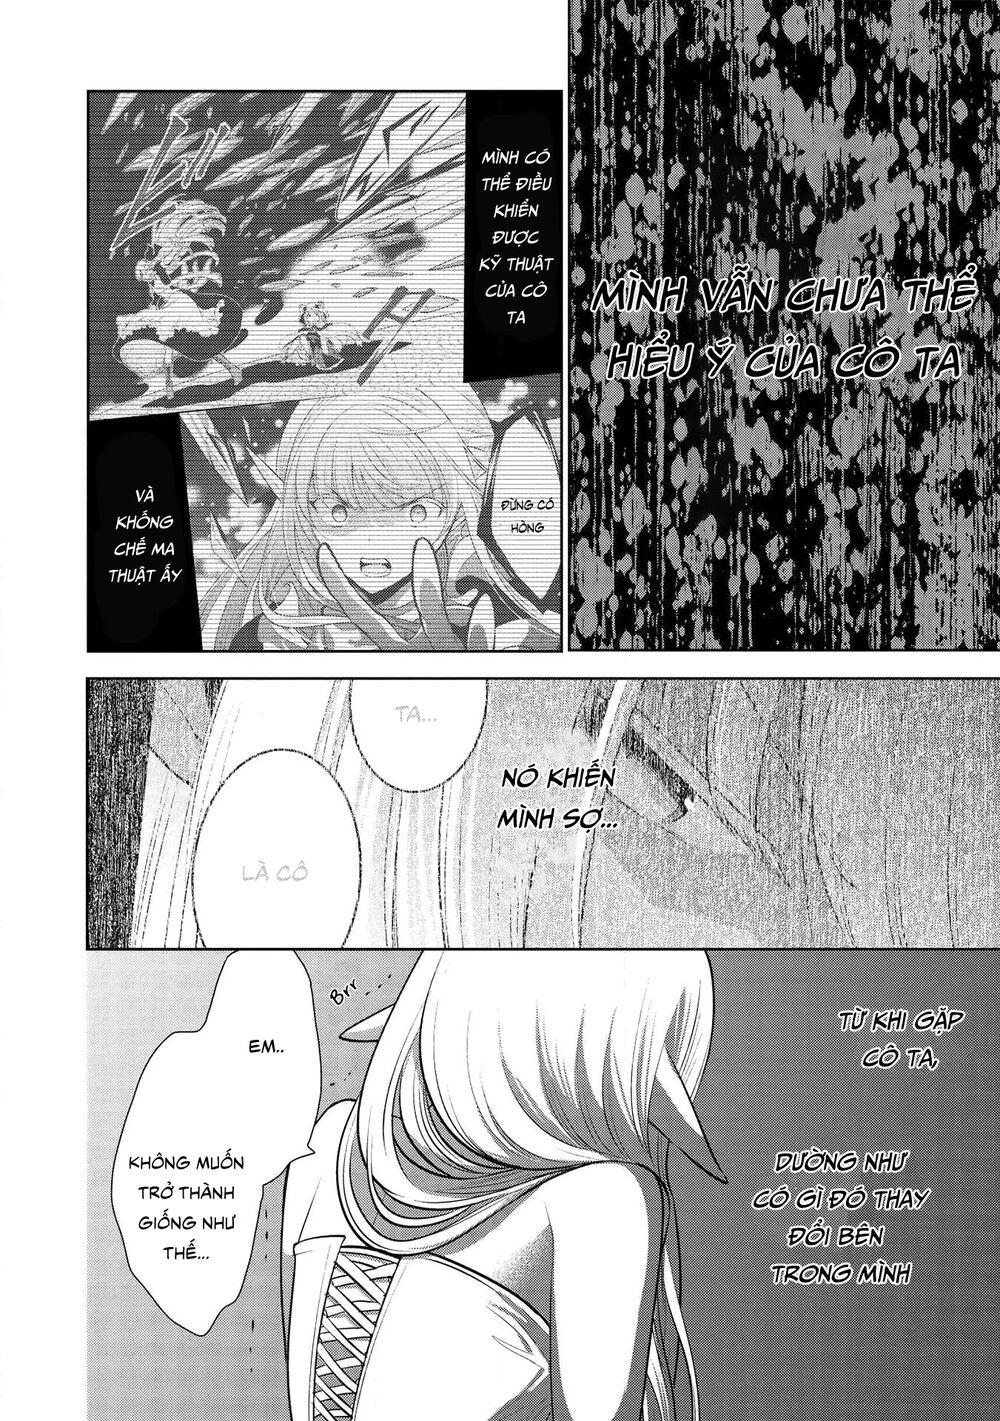 MÌNH VẪN CHƯA THỂ
HIỂU Ý CỦA CÔ TA
MÌNH CÓ
THỂ ĐIỀU
KHIỂN
ĐƯỢC
KỸ THUẬT
CỦA CÔ
TA
ĐỪNG CÓ
HÒNG
VÀ
KHỐNG
CHẾ MA
THUẬT ẤY
NÓ KHIẾN
MÌNH SỢ...
TA...
LÀ CÔ
TỪ KHI GẶP
CÔ TA,
DƯỜNG NHƯ
CÓ GÌ ĐÓ THAY
ĐỔI BÊN
TRONG MÌNH
Brr
EM..
KHÔNG MUỐN
TRỞ THÀNH
GIỐNG NHƯ
THẾ...